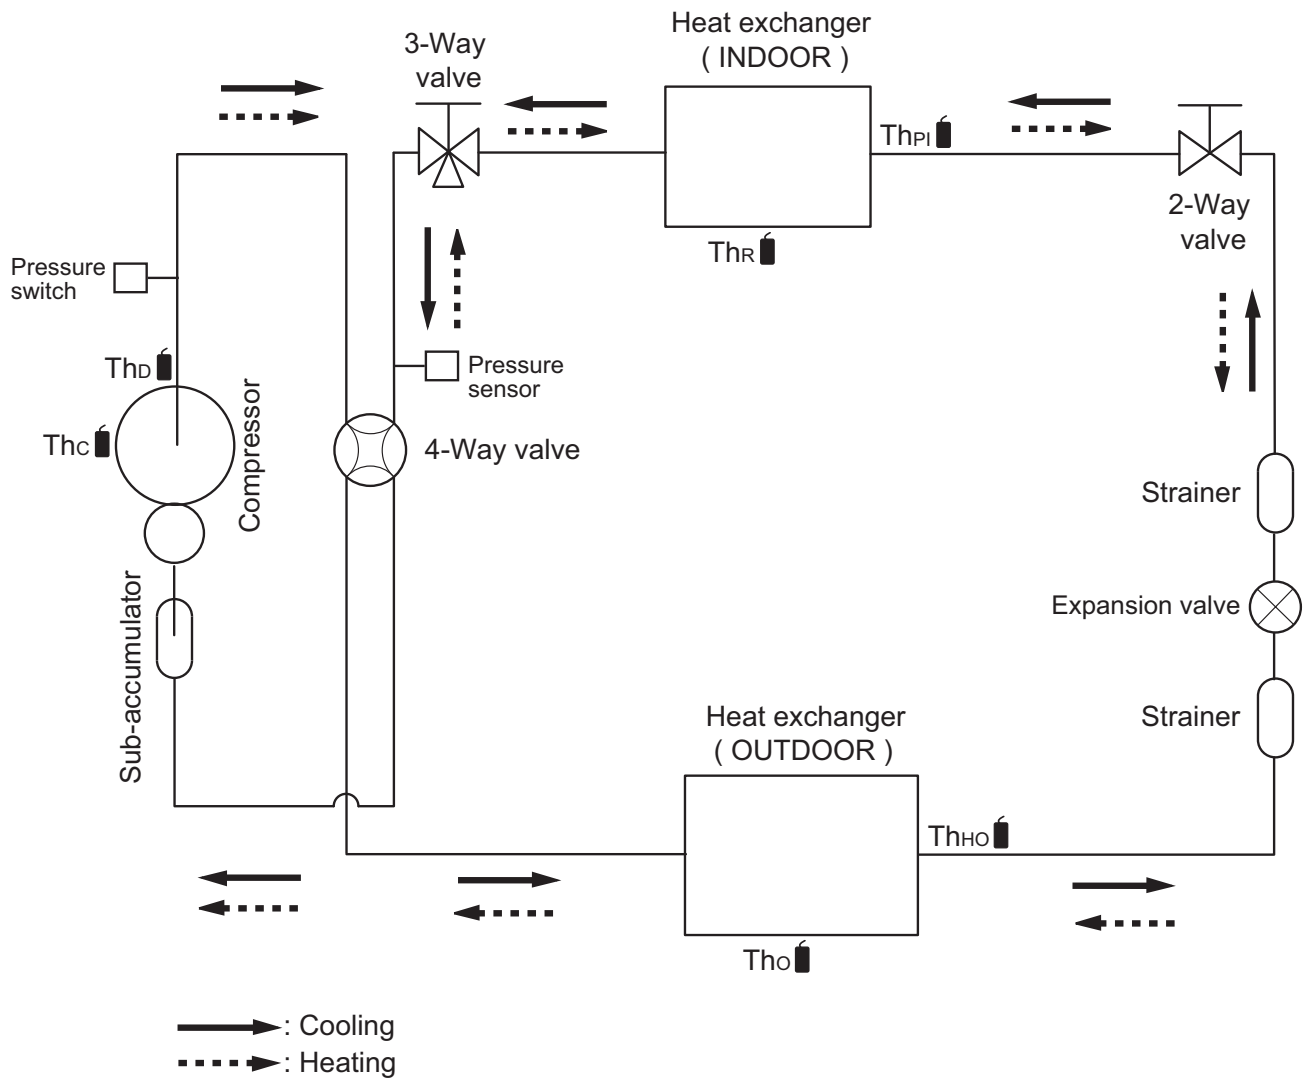 Heat exchanger
( INDOOR )
3-Way
valve
ThPI
2-Way
valve
ThR
Pressure
switch
ThD
Pressure
sensor
ThC
Compressor
4-Way valve
Strainer
Expansion valve
Sub-accumulator
Strainer
Heat exchanger
( OUTDOOR )
ThHO
ThO
: Cooling
: Heating